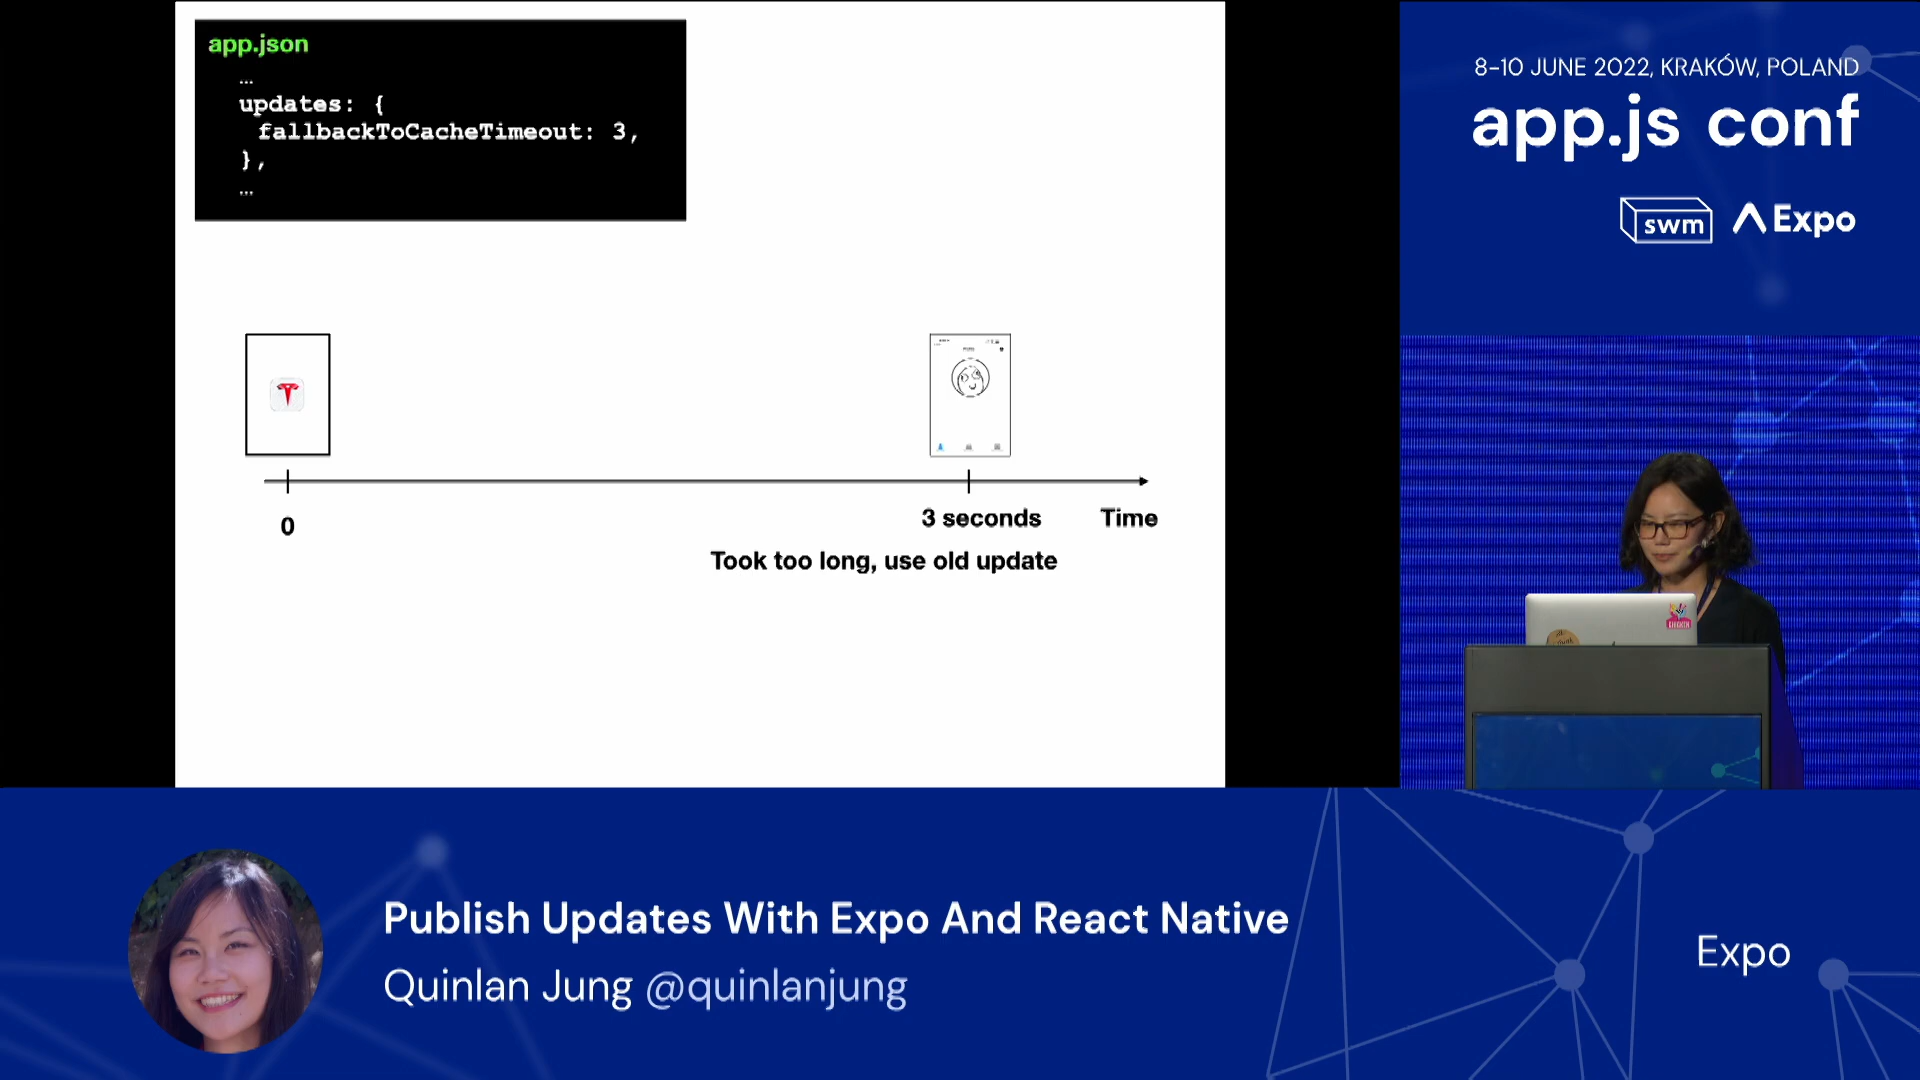 app.json
…
updates: {
fallbackToCacheTimeout: 3,
},
…
0
3 seconds
Time
Took too long, use old update
8–10 JUNE 2022, KRAKÓW, POLAND
app.js conf
swm
Expo
Publish Updates With Expo And React Native
Quinlan Jung @quinlanjung
Expo